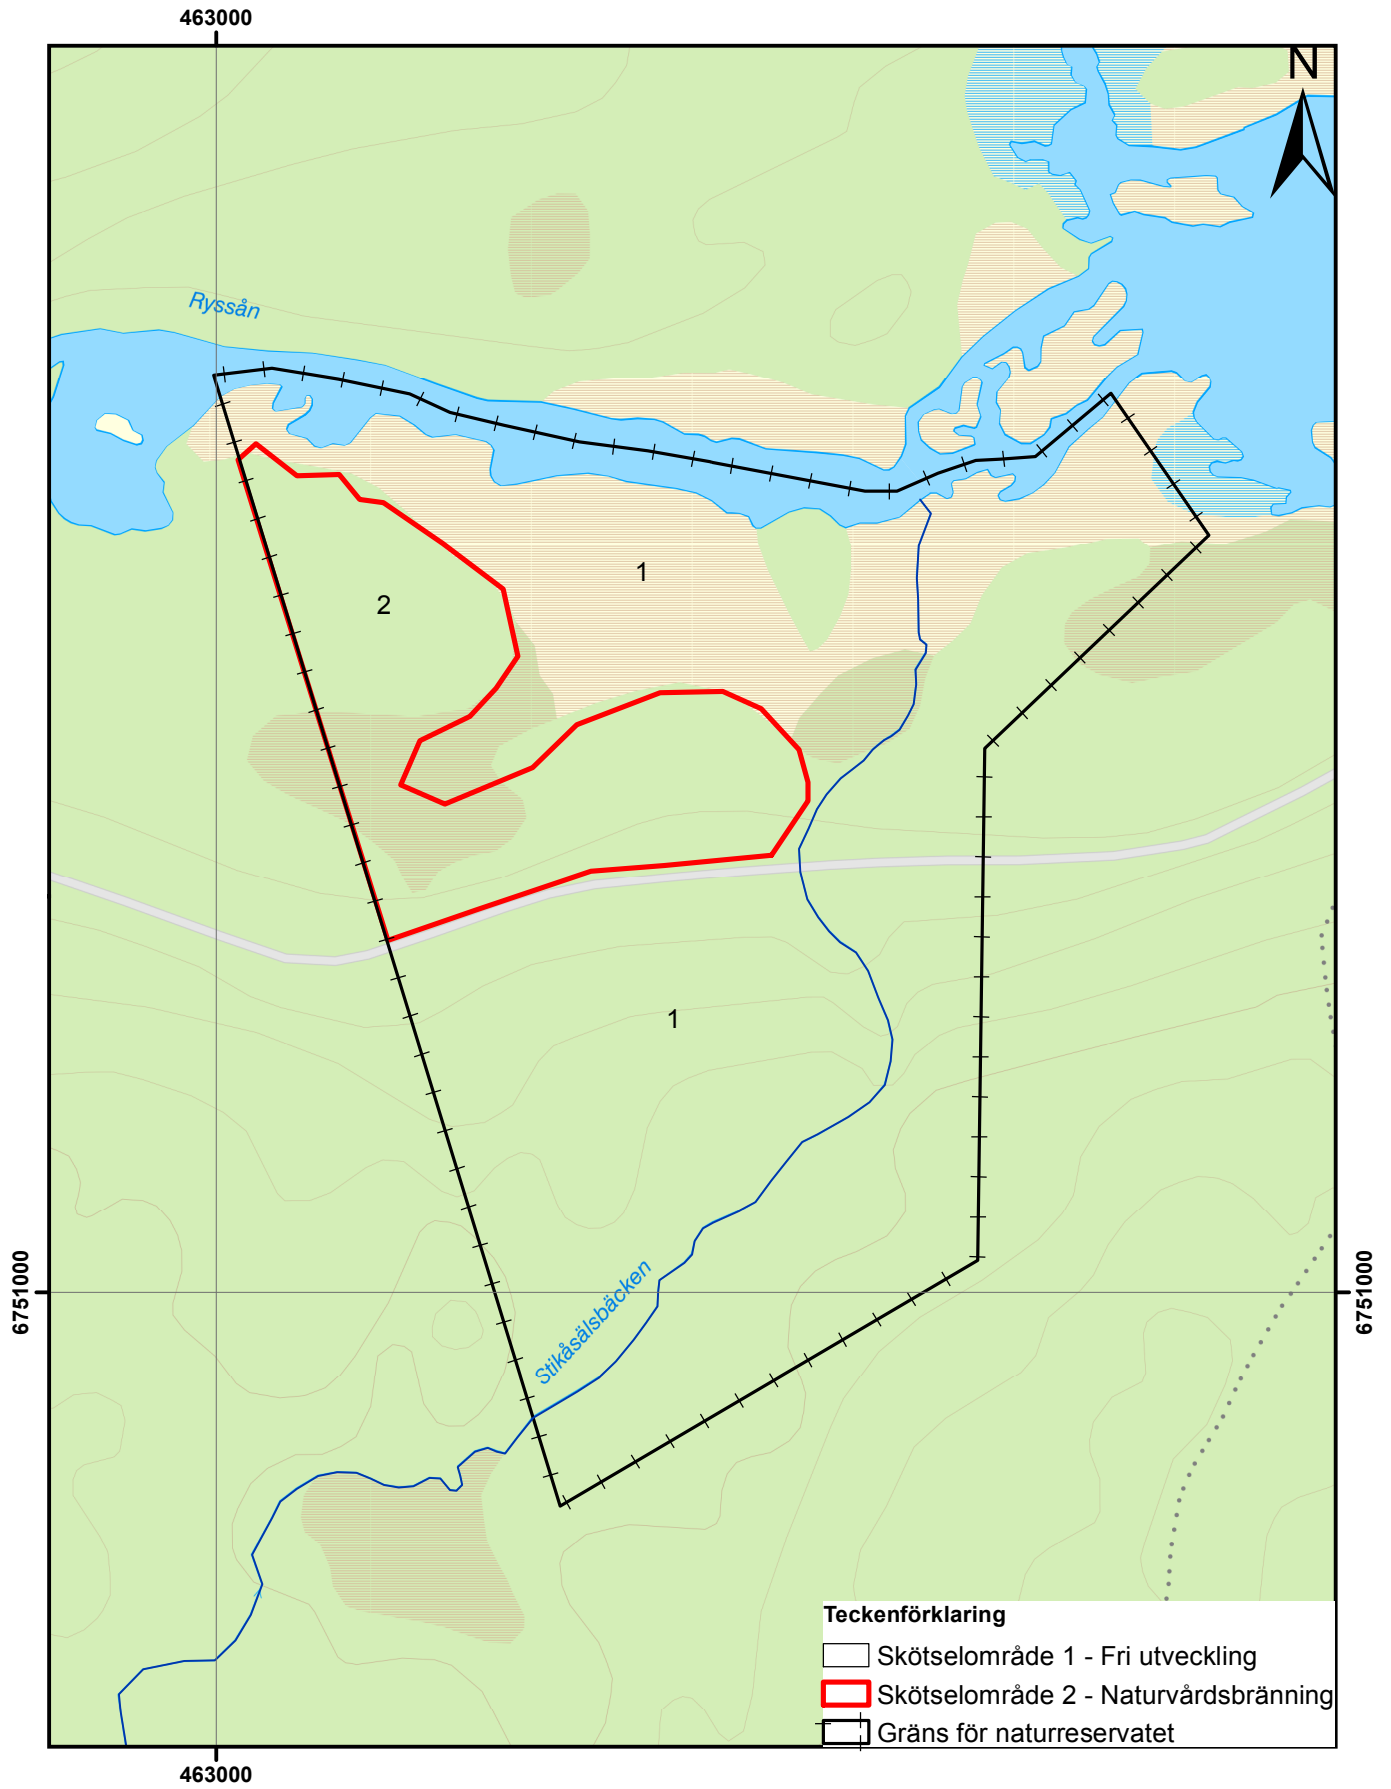 463000
N
Ryssån
1
2
1
6751000
6751000
Stikåsälsbäcken
Teckenförklaring
Skötselområde 1 - Fri utveckling
Skötselområde 2 - Naturvårdsbränning
Gräns för naturreservatet
463000